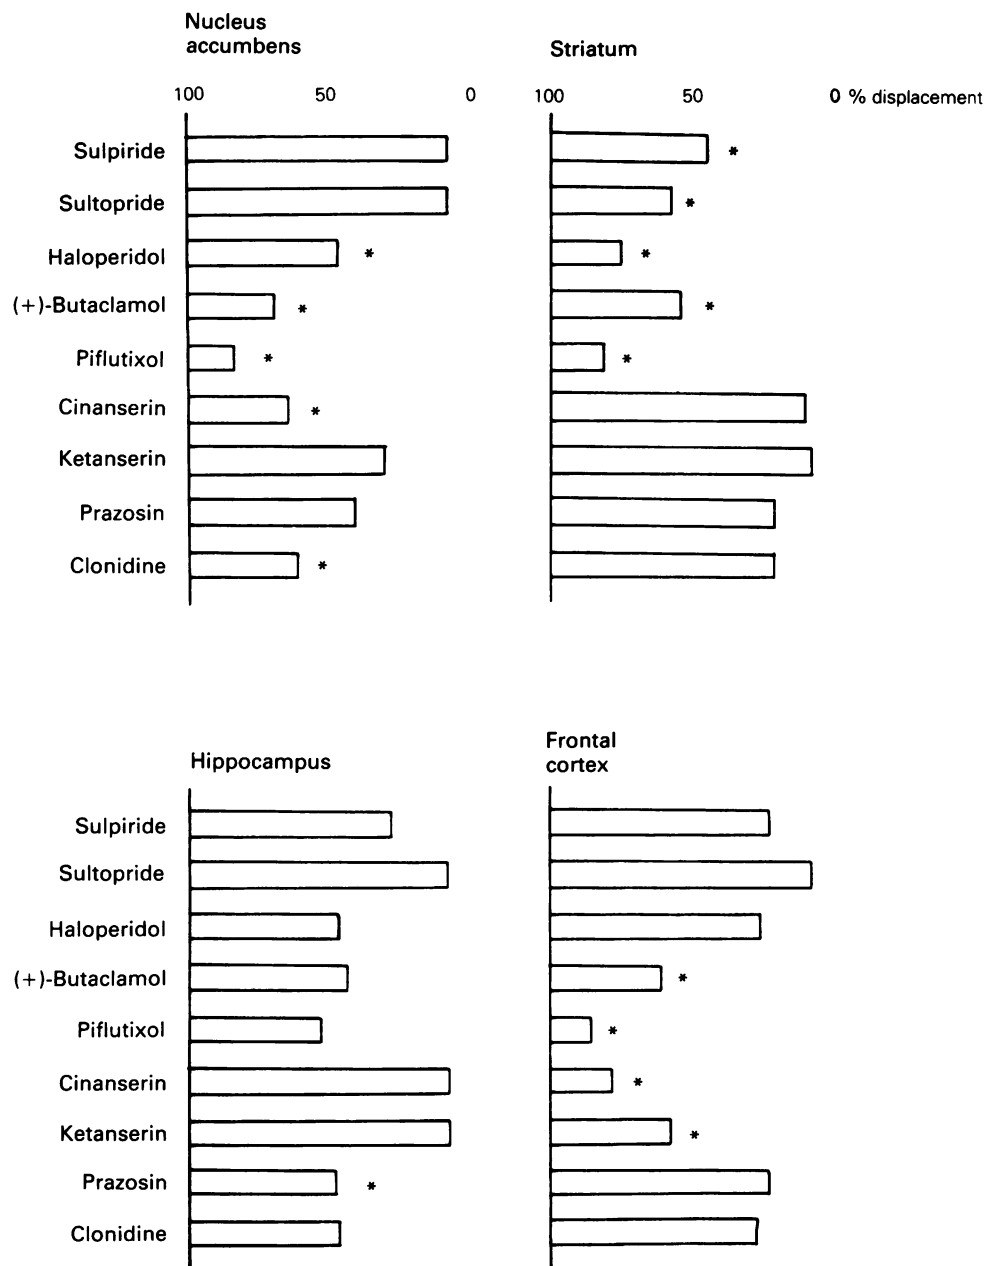 Nucleus
accumbens
Striatum
100 50 0
100 50 0 % displacement
Sulpiride *
Sultopride *
Haloperidol * *
(+)-Butaclamol * *
Piflutixol * *
Cinanserin *
Ketanserin
Prazosin
Clonidine *
Hippocampus
Frontal
cortex
Sulpiride
Sultopride
Haloperidol
(+)-Butaclamol *
Piflutixol *
Cinanserin *
Ketanserin *
Prazosin *
Clonidine